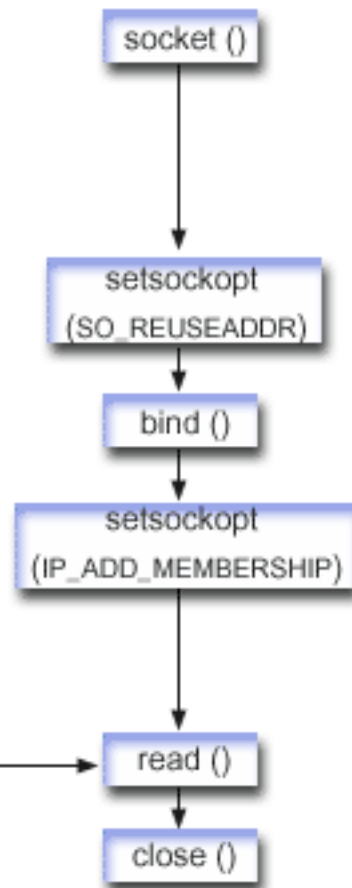 socket ()
setsockopt
(SO_REUSEADDR)
bind ()
setsockopt
(IP_ADD_MEMBERSHIP)
read ()
close ()